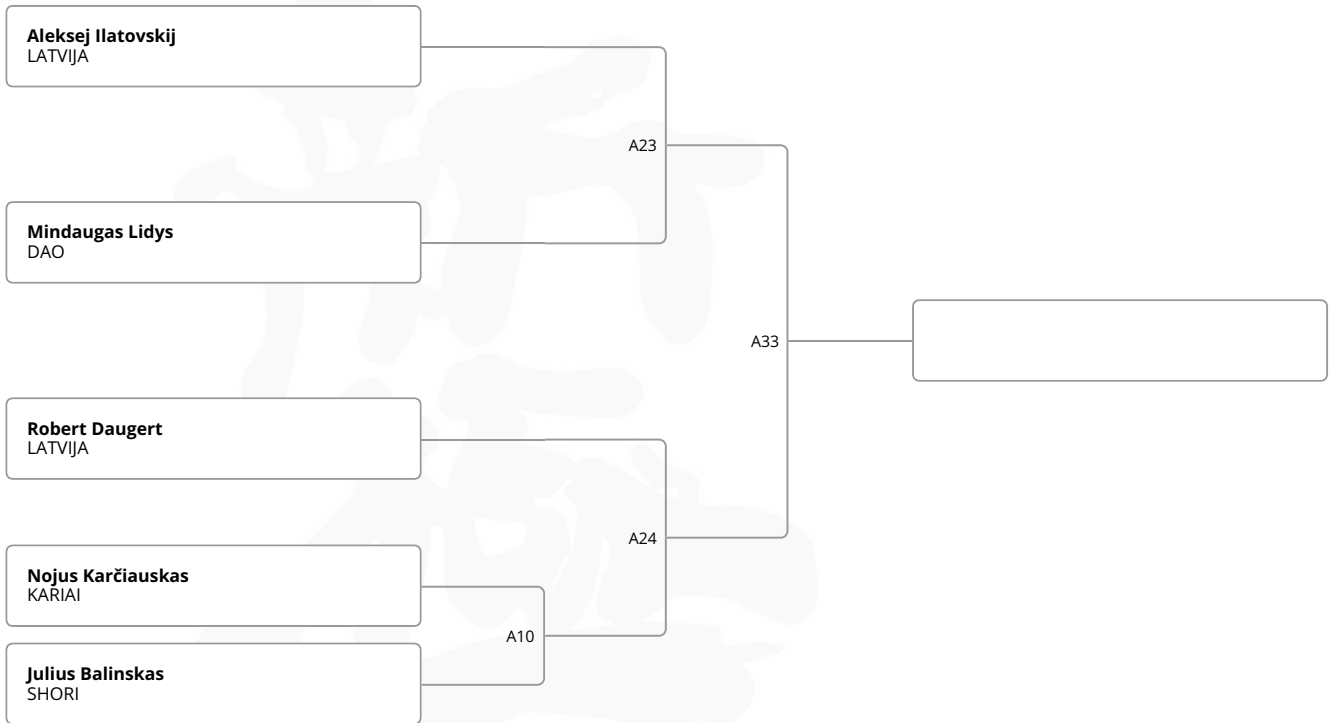 Aleksej Ilatovskij
LATVIJA
A23
Mindaugas Lidys
DAO
A33
Robert Daugert
LATVIJA
A24
Nojus Karčiauskas
KARIAI
A10
Julius Balinskas
SHORI